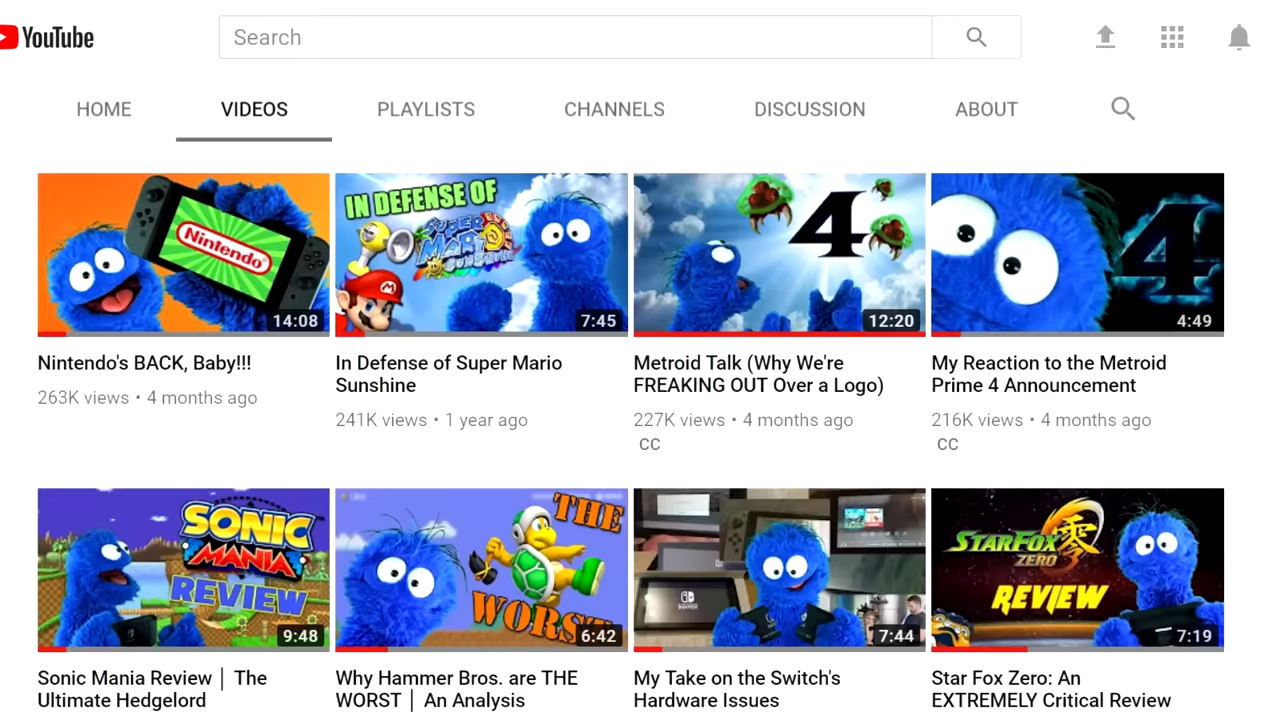 YouTube
Search
HOME
VIDEOS
PLAYLISTS
CHANNELS
DISCUSSION
ABOUT
Nintendo
14:08
IN DEFENSE OF
SUPER
MARIO
SUNSHINE
7:45
4
12:20
4
4:49
Nintendo's BACK, Baby!!!
263K views • 4 months ago
In Defense of Super Mario
Sunshine
241K views • 1 year ago
Metroid Talk (Why We're
FREAKING OUT Over a Logo)
227K views • 4 months ago
CC
My Reaction to the Metroid
Prime 4 Announcement
216K views • 4 months ago
CC
SONIC
MANIA
REVIEW
9:48
THE
WORST
6:42
7:44
STARFOX
零
ZERO
REVIEW
7:19
Sonic Mania Review │ The
Ultimate Hedgelord
Why Hammer Bros. are THE
WORST │ An Analysis
My Take on the Switch's
Hardware Issues
Star Fox Zero: An
EXTREMELY Critical Review